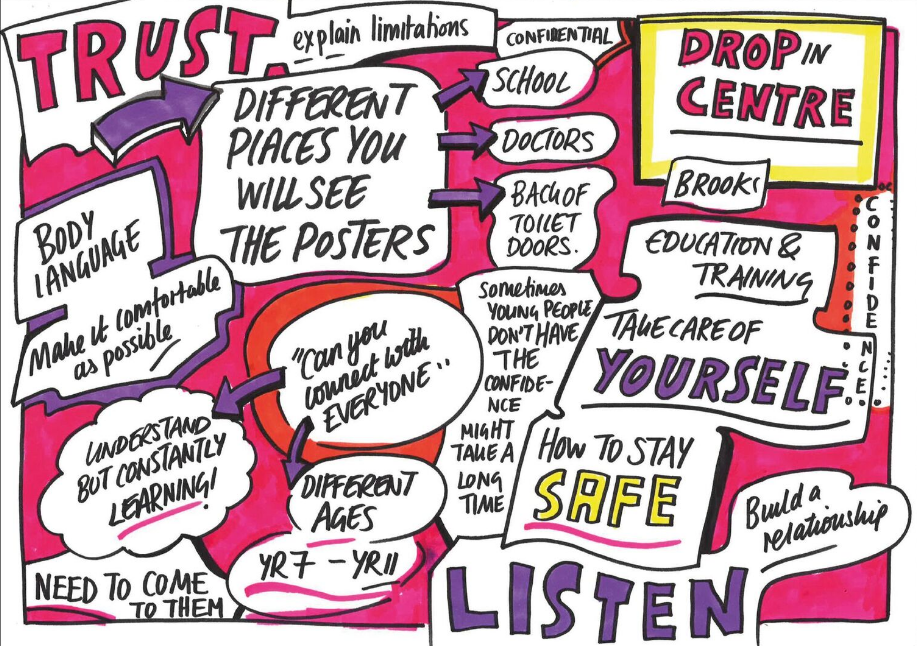 TRUST.
explain limitations
DIFFERENT
PLACES YOU
WILL SEE
THE POSTERS
CONFIDENTIAL
SCHOOL
DOCTORS
BACK OF
TOILET
DOORS.
DROP IN
CENTRE
BROOK
BODY
LANGUAGE
Make it comfortable
as possible
"Can you
connect with
EVERYONE"
UNDERSTAND
BUT CONSTANTLY
LEARNING!
DIFFERENT
AGES
YR7 - YR11
NEED TO COME
TO THEM
Sometimes
YOUNG PEOPLE
DON'T HAVE
THE
CONFIDE-
NCE
MIGHT
TAKE A
LONG
TIME
EDUCATION &
TRAINING
TAKE CARE OF
YOURSELF
CONFIDENCE
HOW TO STAY
SAFE
Build a
relationship
LISTEN